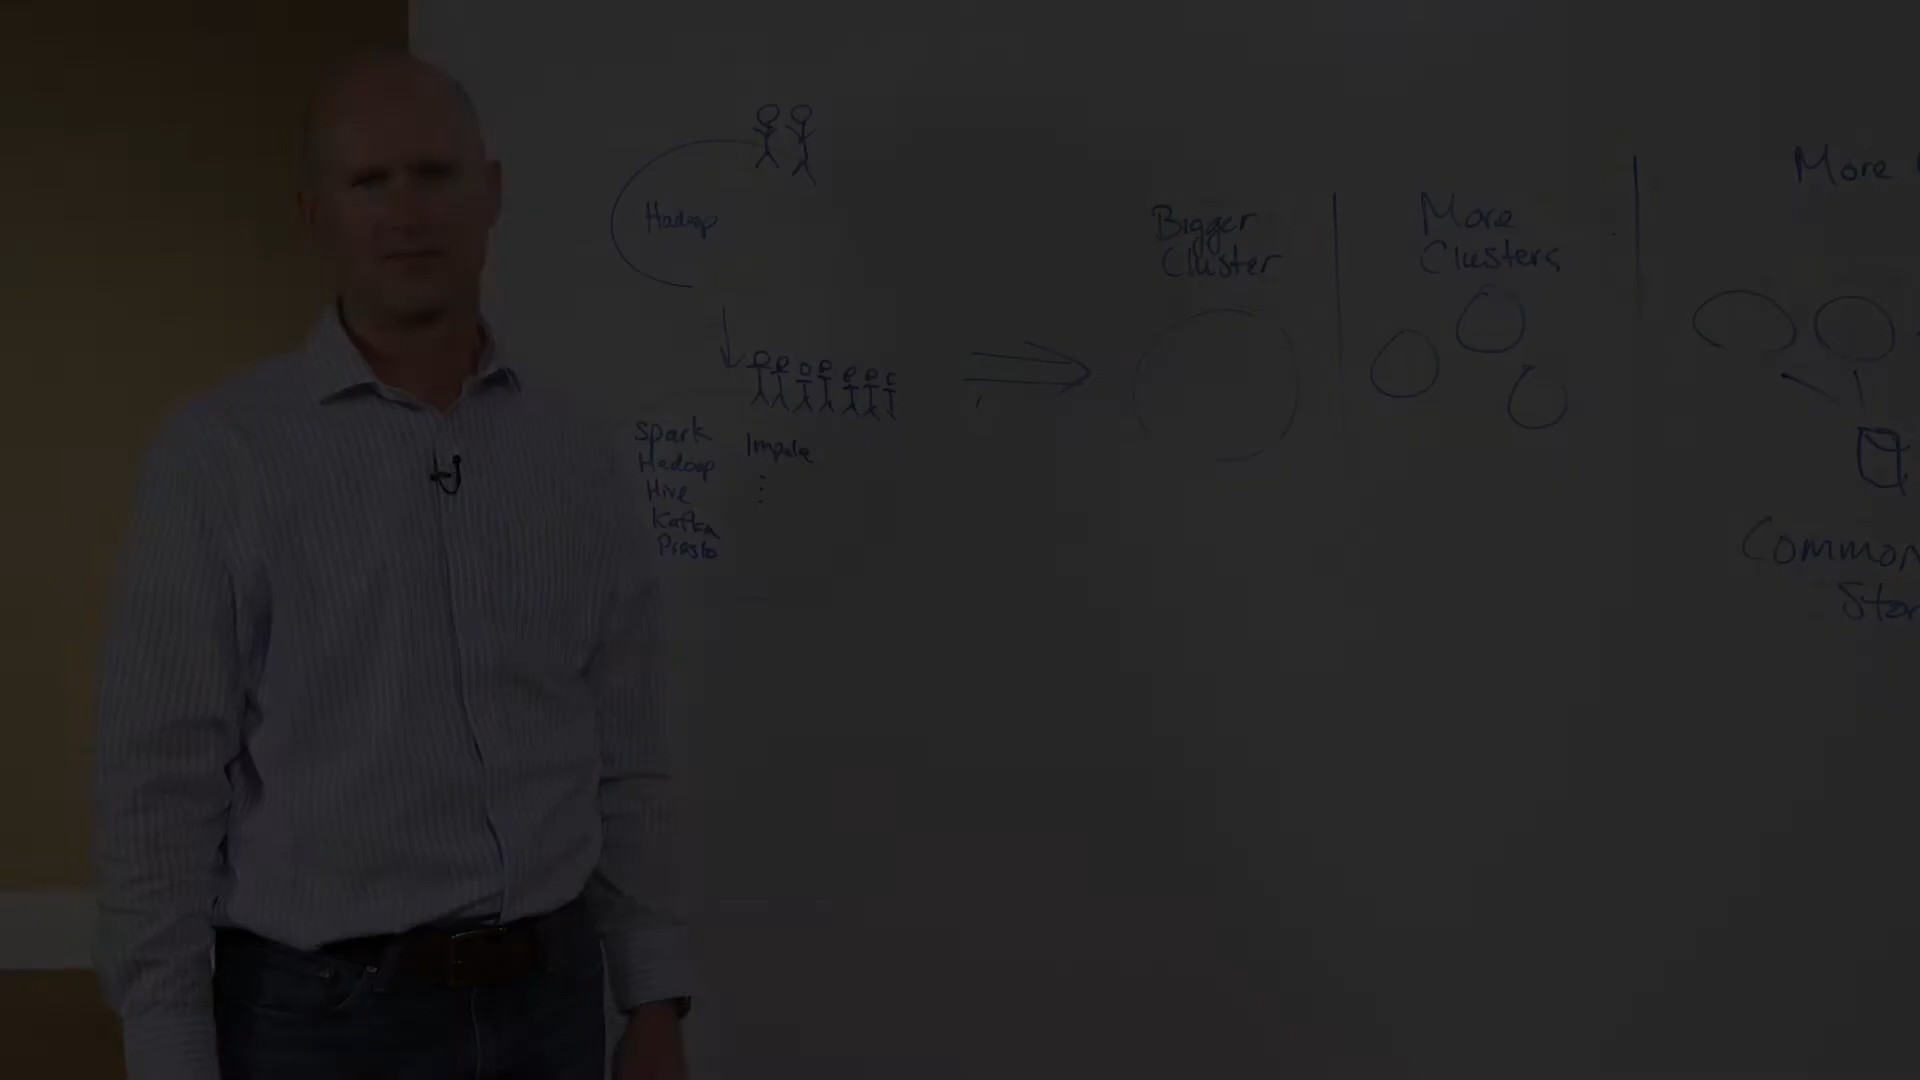 Hadoop
Spark
Hadoop
Hive
Kafka
Presto
Impala
Bigger
Cluster
More
Clusters
More
Common